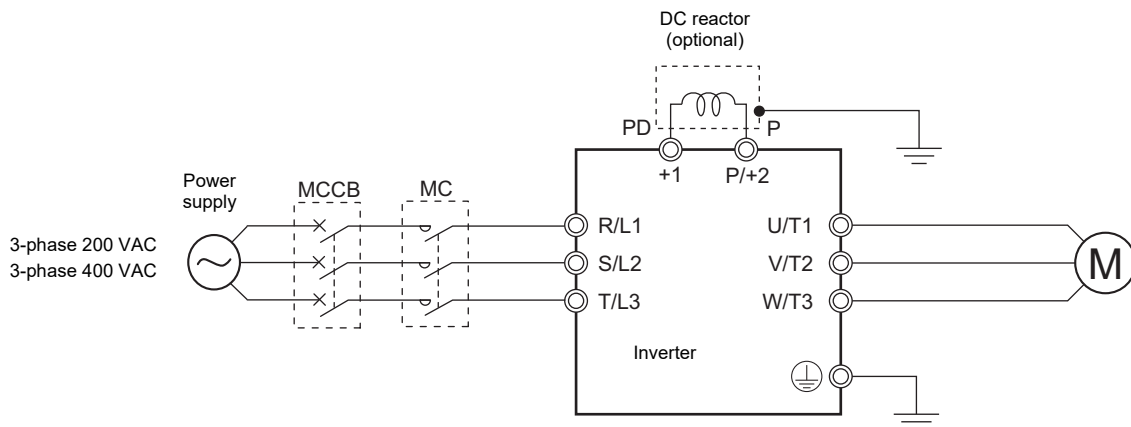 DC reactor
(optional)
PD
P
+1
P/+2
Power
supply
MCCB
MC
3-phase 200 VAC
3-phase 400 VAC
R/L1
S/L2
T/L3
U/T1
V/T2
W/T3
M
Inverter